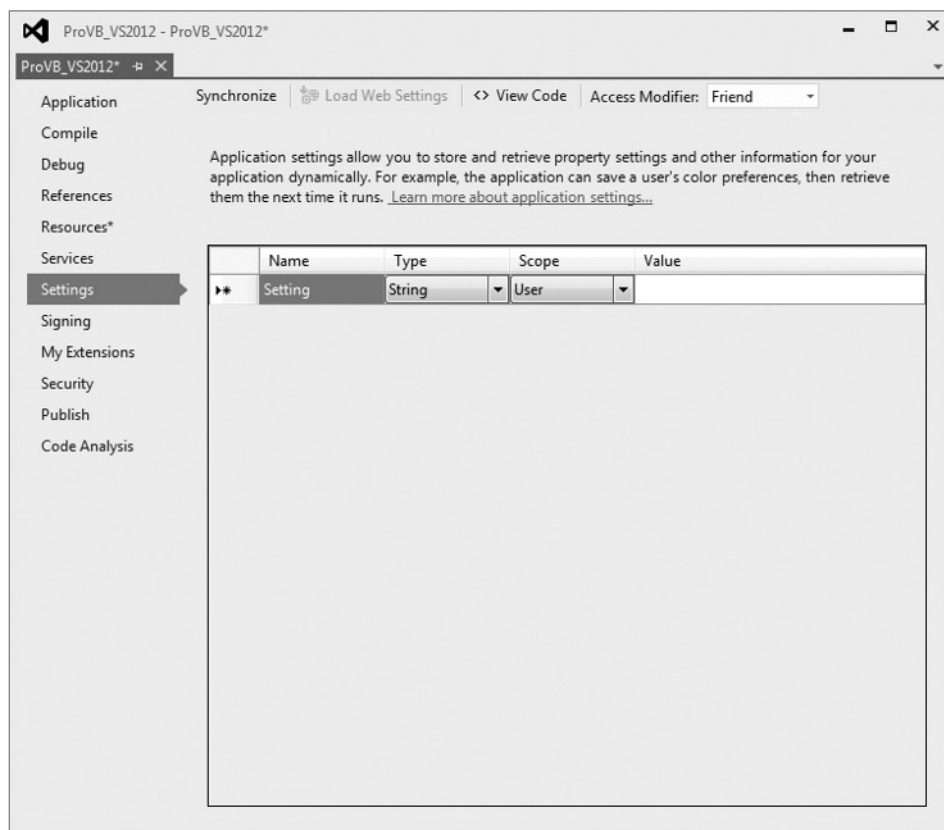 ProVB_VS2012 - ProVB_VS2012*
ProVB_VS2012*
Synchronize Load Web Settings <> View Code Access Modifier: Friend
Application
Compile
Debug
References
Resources*
Services
Settings
Signing
My Extensions
Security
Publish
Code Analysis
Application settings allow you to store and retrieve property settings and other information for your
application dynamically. For example, the application can save a user's color preferences, then retrieve
them the next time it runs. Learn more about application settings...
Name Type Scope Value
Setting String User